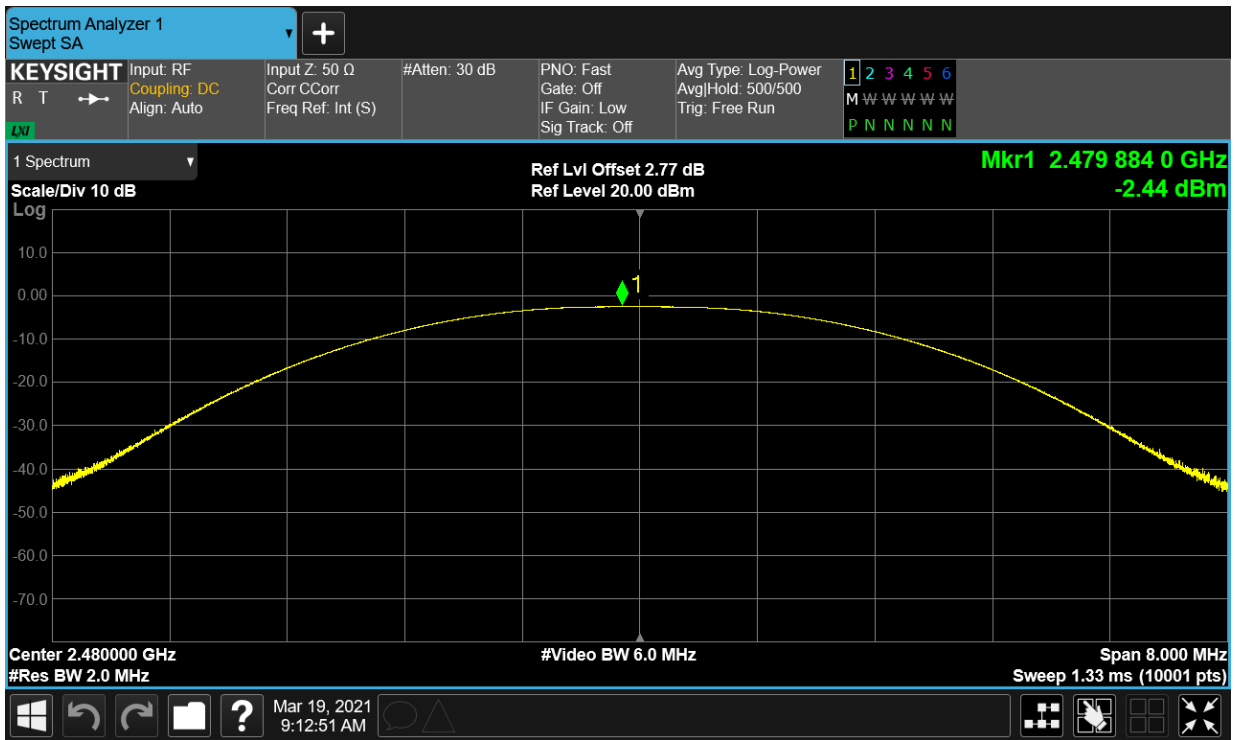 Spectrum Analyzer 1
Swept SA
+
KEYSIGHT
R T
LXI
Input: RF
Coupling: DC
Align: Auto
Input Z: 50 Ω
Corr CCorr
Freq Ref: Int (S)
#Atten: 30 dB
PNO: Fast
Gate: Off
IF Gain: Low
Sig Track: Off
Avg Type: Log-Power
Avg|Hold: 500/500
Trig: Free Run
1 2 3 4 5 6
M W W W W W
P N N N N N
1 Spectrum
Scale/Div 10 dB
Log
Ref Lvl Offset 2.77 dB
Ref Level 20.00 dBm
Mkr1 2.479 884 0 GHz
-2.44 dBm
10.0
0.00
-10.0
-20.0
-30.0
-40.0
-50.0
-60.0
-70.0
1
Center 2.480000 GHz
#Res BW 2.0 MHz
#Video BW 6.0 MHz
Span 8.000 MHz
Sweep 1.33 ms (10001 pts)
?
Mar 19, 2021
9:12:51 AM